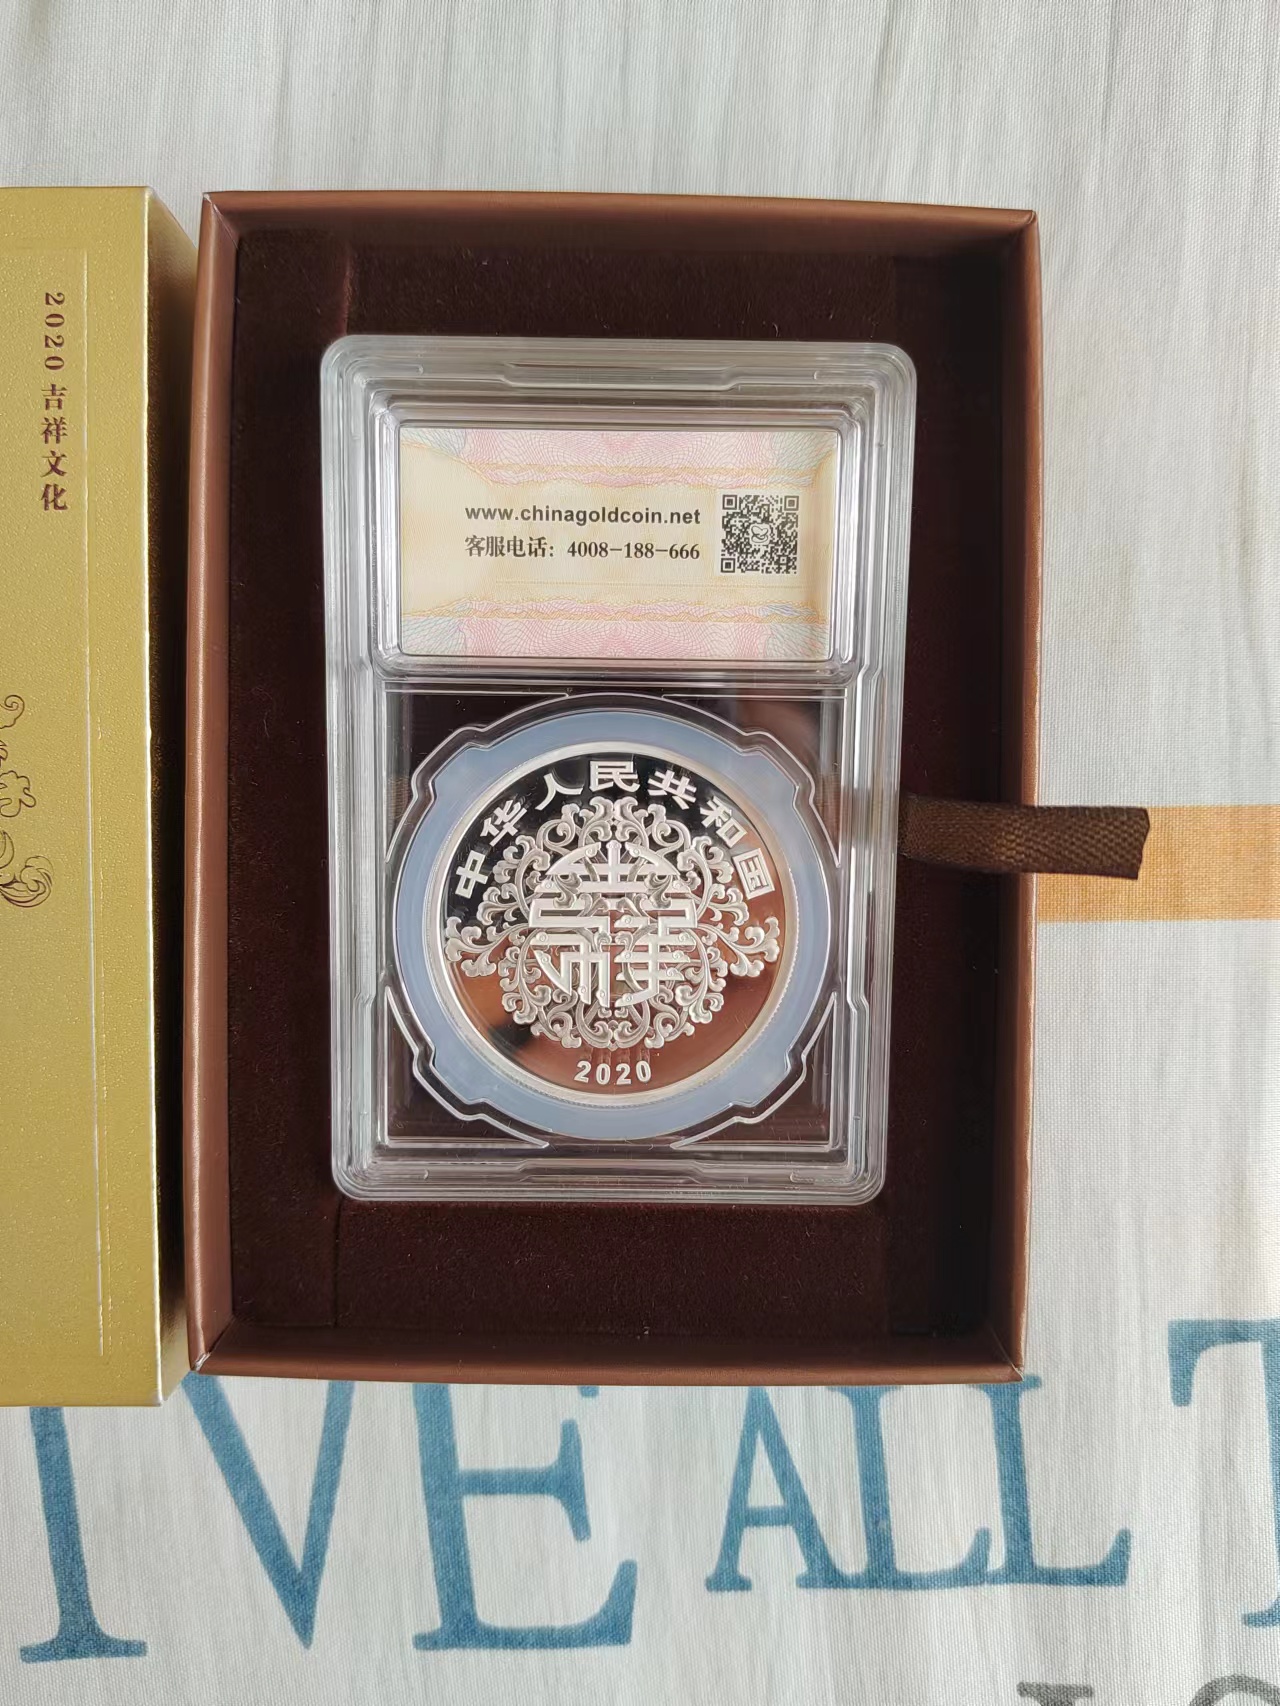 2020 吉祥文化
www.chinagoldcoin.net
客服电话：4008-188-666
中华人民共和国
吉祥
2020
IVE ALL T